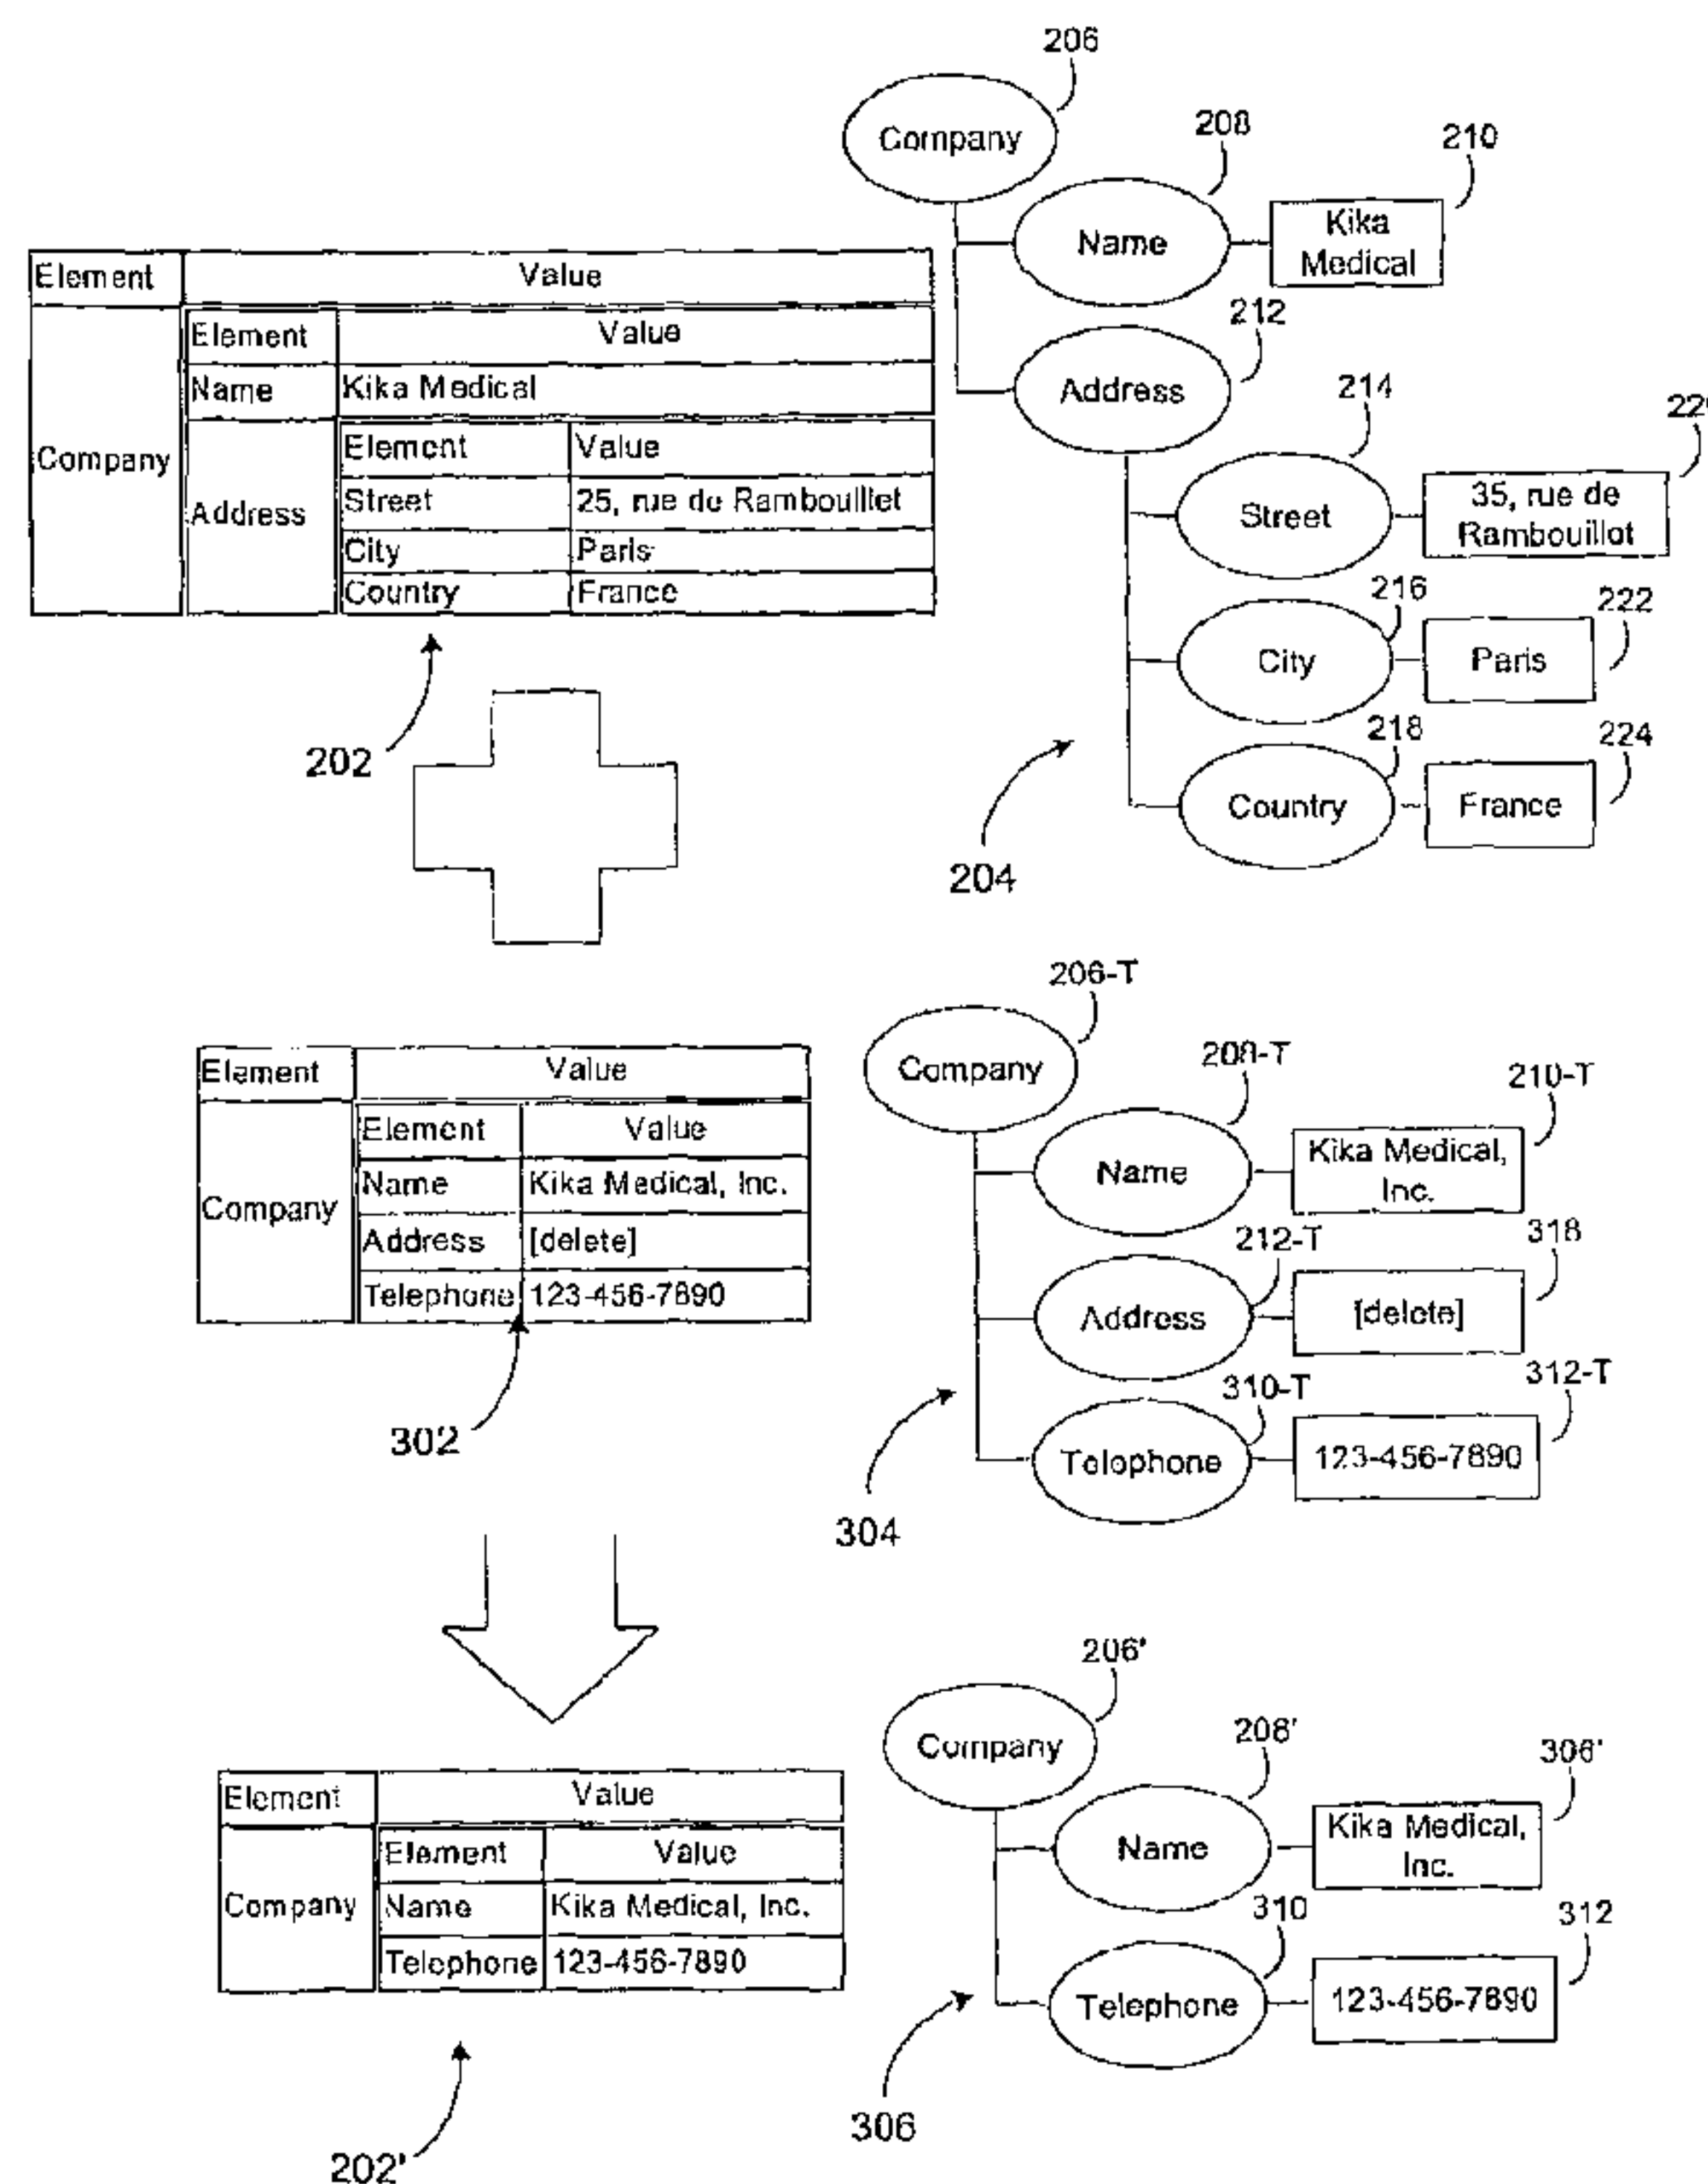 206
Company
208
Name
210
Kika
Medical
212
Address
214
Street
35, rue de
Rambouillot
216
City
222
Paris
218
Country
224
France
204
Element Value
Company
Element Value
Name Kika Medical
Address
Element Value
Street 25, rue de Rambouillet
City Paris
Country France
202
206-T
Company
208-T
Name
210-T
Kika Medical,
Inc.
212-T
Address
318
[delete]
310-T
Telephone
312-T
123-456-7890
304
Element Value
Company
Element Value
Name Kika Medical, Inc.
Address [delete]
Telephone 123-456-7890
302
206'
Company
208'
Name
306'
Kika Medical,
Inc.
310
Telephone
312
123-456-7890
306
Element Value
Company
Element Value
Name Kika Medical, Inc.
Telephone 123-456-7890
202'